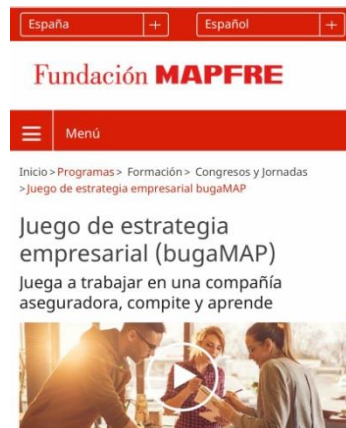 España +
Español +
Fundación MAPFRE
Menú
Inicio > Programas > Formación > Congresos y Jornadas
> Juego de estrategia empresarial bugaMAP
Juego de estrategia
empresarial (bugaMAP)
Juega a trabajar en una compañía
aseguradora, compite y aprende